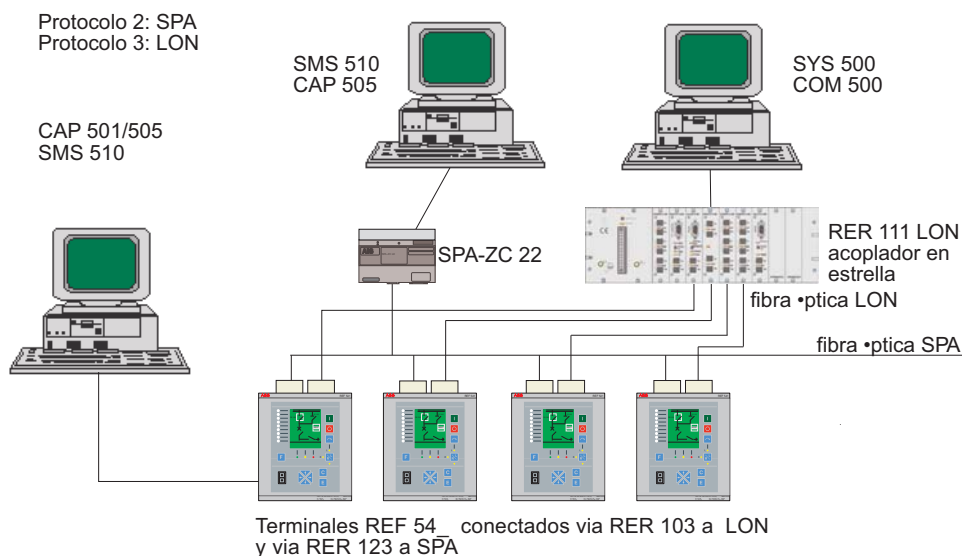 Protocolo 2: SPA
Protocolo 3: LON
SMS 510
CAP 505
SYS 500
COM 500
CAP 501/505
SMS 510
SPA-ZC 22
RER 111 LON
acoplador en
estrella
fibra •ptica LON
fibra •ptica SPA
Terminales REF 54_ conectados via RER 103 a LON
y via RER 123 a SPA